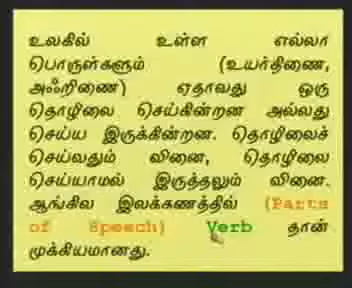 உலகில் உள்ள எல்லா
பொருள்களும் (உயர்திணை,
அஃறிணை) ஏதாவது ஒரு
தொழிலை செய்கின்றன அல்லது
செய்ய இருக்கின்றன. தொழிலைச்
செய்வதும் வினை, தொழிலை
செய்யாமல் இருத்தலும் வினை.
ஆங்கில இலக்கணத்தில் (Parts
of Speech) Verb தான்
முக்கியமானது.